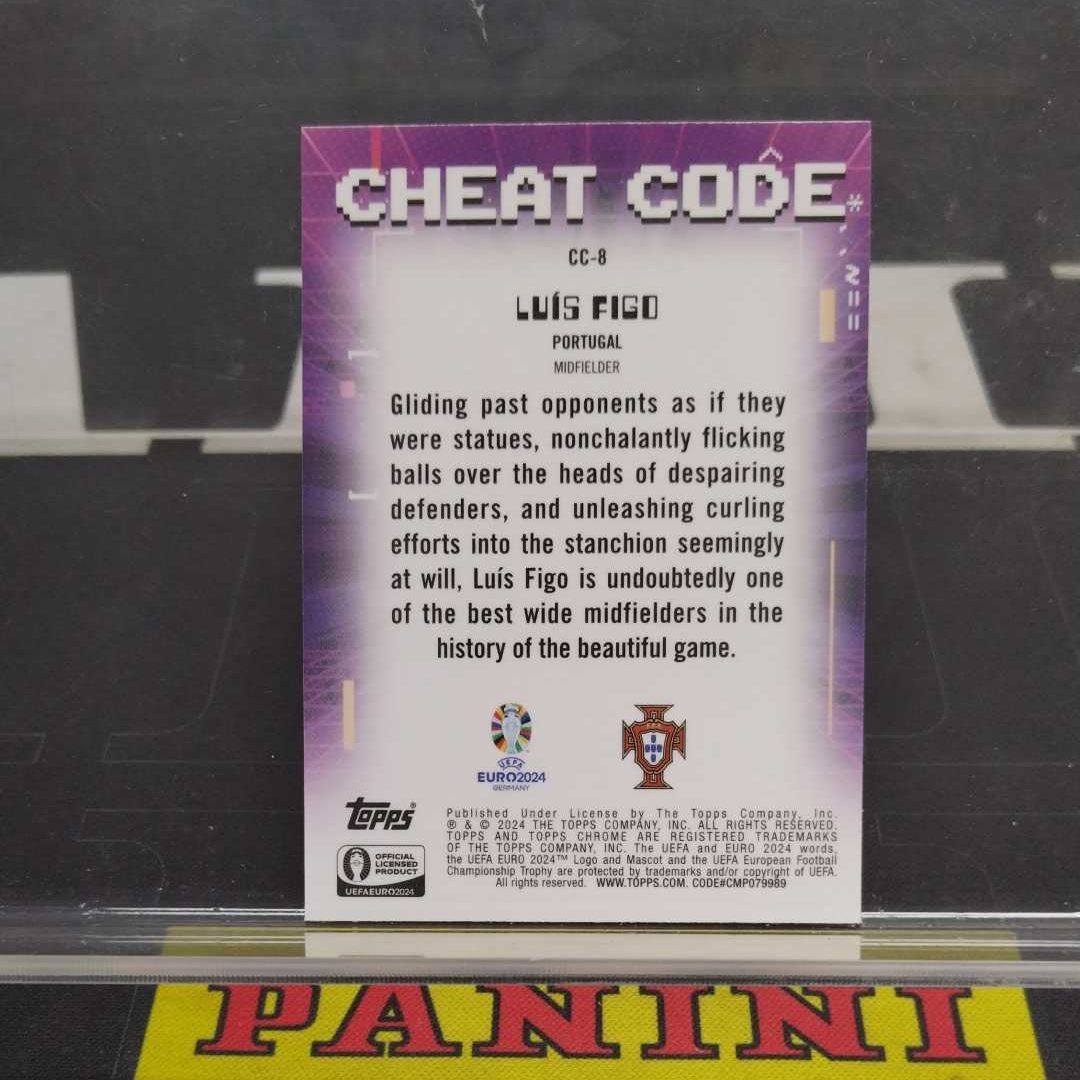 CHEAT CODE
CC-8
LUÍS FIGO
PORTUGAL
MIDFIELDER
Gliding past opponents as if they
were statues, nonchalantly flicking
balls over the heads of despairing
defenders, and unleashing curling
efforts into the stanchion seemingly
at will, Luís Figo is undoubtedly one
of the best wide midfielders in the
history of the beautiful game.
UEFA
EURO2024
GERMANY
topps®
Published Under License by The Topps Company, Inc.
® & © 2024 THE TOPPS COMPANY, INC. ALL RIGHTS RESERVED.
TOPPS AND TOPPS CHROME ARE REGISTERED TRADEMARKS
OF THE TOPPS COMPANY, INC. The UEFA and EURO 2024 words,
the UEFA EURO 2024™ Logo and Mascot and the UEFA European Football
Championship Trophy are protected by trademarks and/or copyright of UEFA.
All rights reserved. WWW.TOPPS.COM. CODE#CMP079989
OFFICIAL
LICENSED
PRODUCT
UEFAEURO2024
PANINI